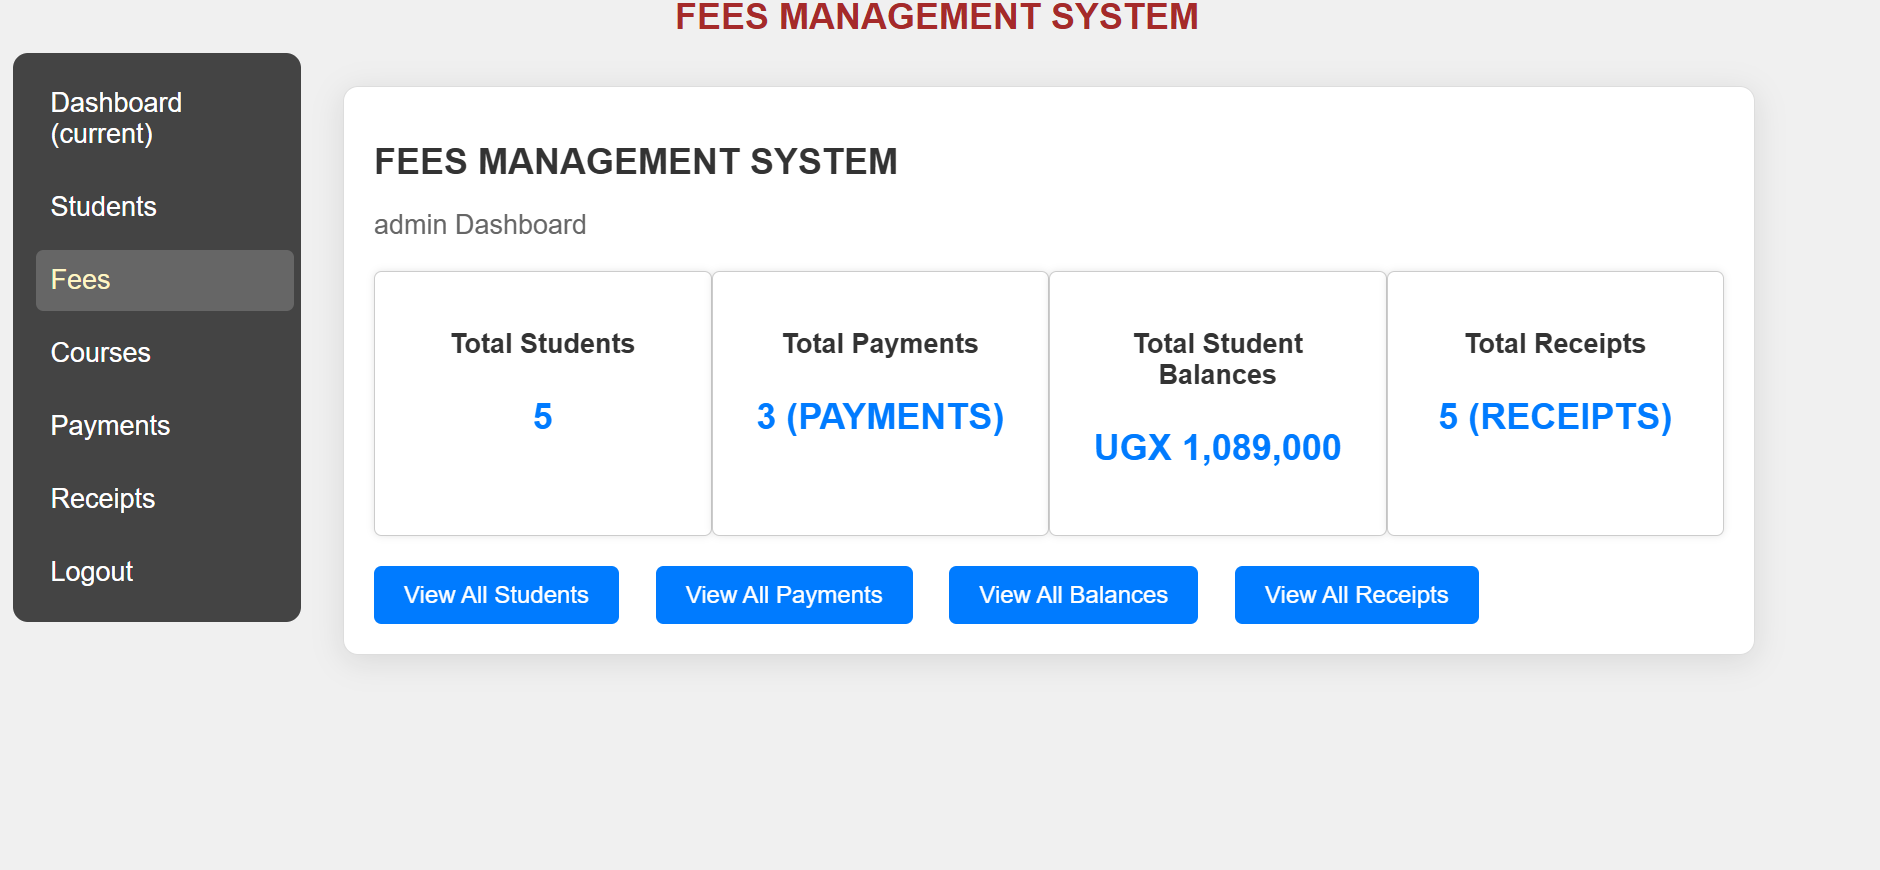 FEES MANAGEMENT SYSTEM
Dashboard
(current)
Students
Fees
Courses
Payments
Receipts
Logout
FEES MANAGEMENT SYSTEM
admin Dashboard
Total Students
5
Total Payments
3 (PAYMENTS)
Total Student
Balances
UGX 1,089,000
Total Receipts
5 (RECEIPTS)
View All Students
View All Payments
View All Balances
View All Receipts